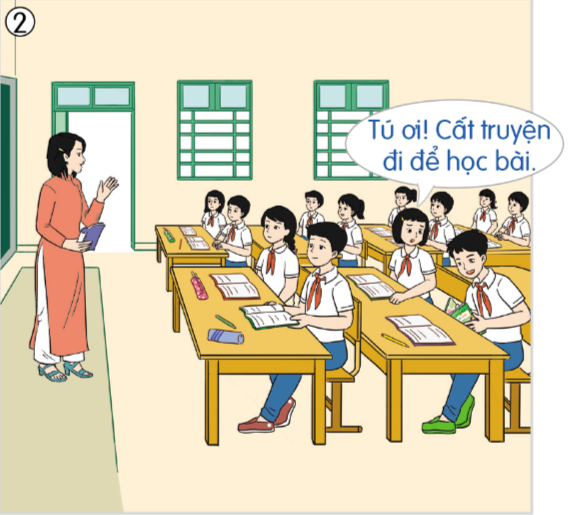 ②
Tú ơi! Cất truyện
đi để học bài.